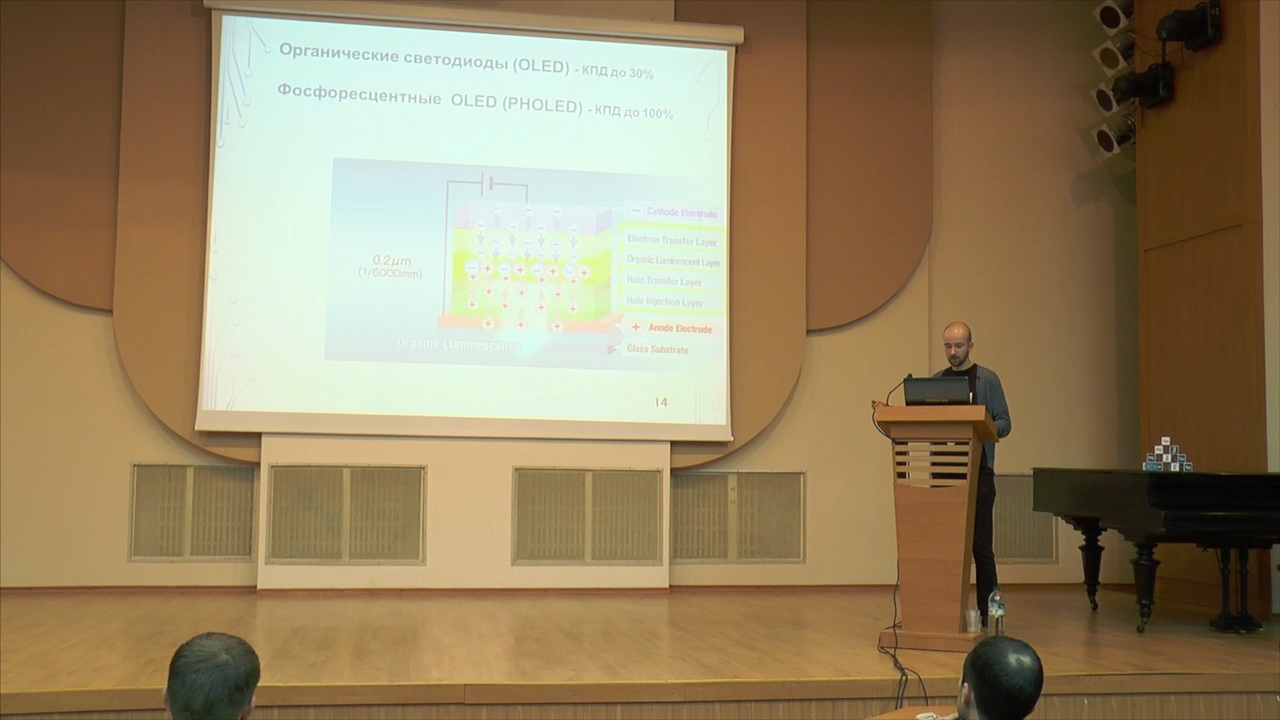 Органические светодиоды (OLED) - КПД до 30%
Фосфоресцентные OLED (PHOLED) - КПД до 100%
0.2μm
(1/5000mm)
Cathode Electrode
Electron Transfer Layer
Organic Luminescent Layer
Hole Transfer Layer
Hole Injection Layer
Anode Electrode
Glass Substrate
Organic Luminescence
14
TOSHIBA